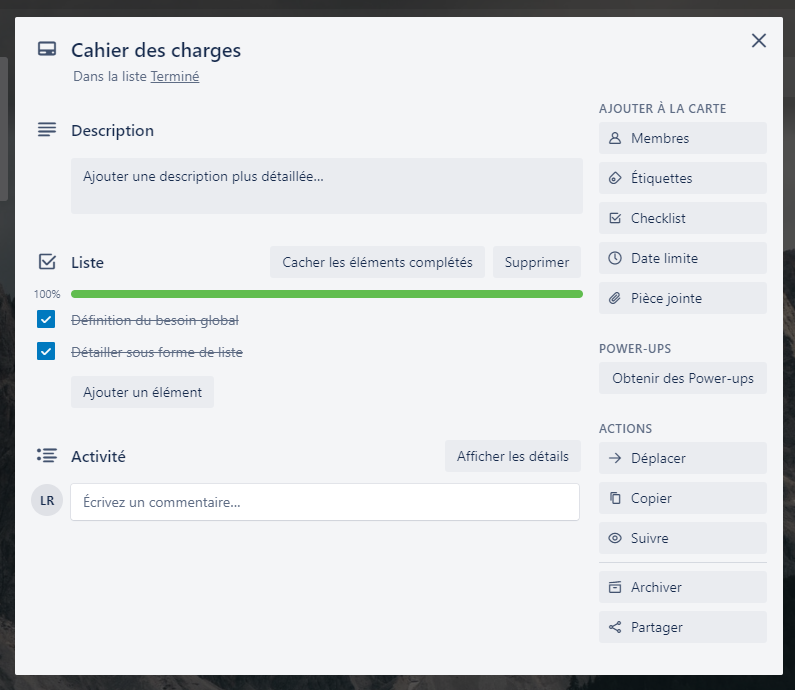 Cahier des charges
Dans la liste Terminé
Description
Ajouter une description plus détaillée…
Liste
Cacher les éléments complétés
Supprimer
100%
Définition du besoin global
Détailler sous forme de liste
Ajouter un élément
Activité
Afficher les détails
LR
Écrivez un commentaire…
AJOUTER À LA CARTE
Membres
Étiquettes
Checklist
Date limite
Pièce jointe
POWER-UPS
Obtenir des Power-ups
ACTIONS
Déplacer
Copier
Suivre
Archiver
Partager